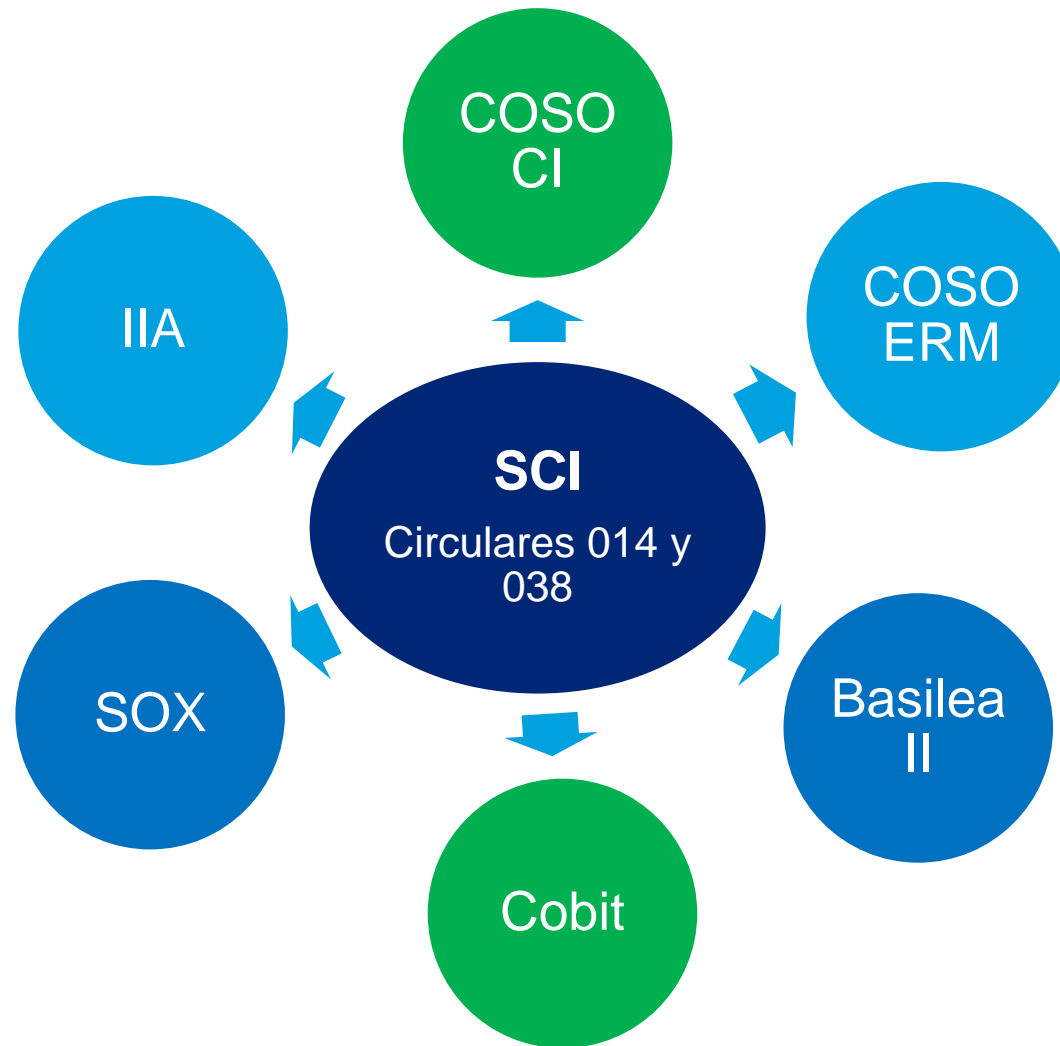 COSO
CI
COSO
ERM
IIA
SCI
Circulares 014 y
038
SOX
Basilea
II
Cobit